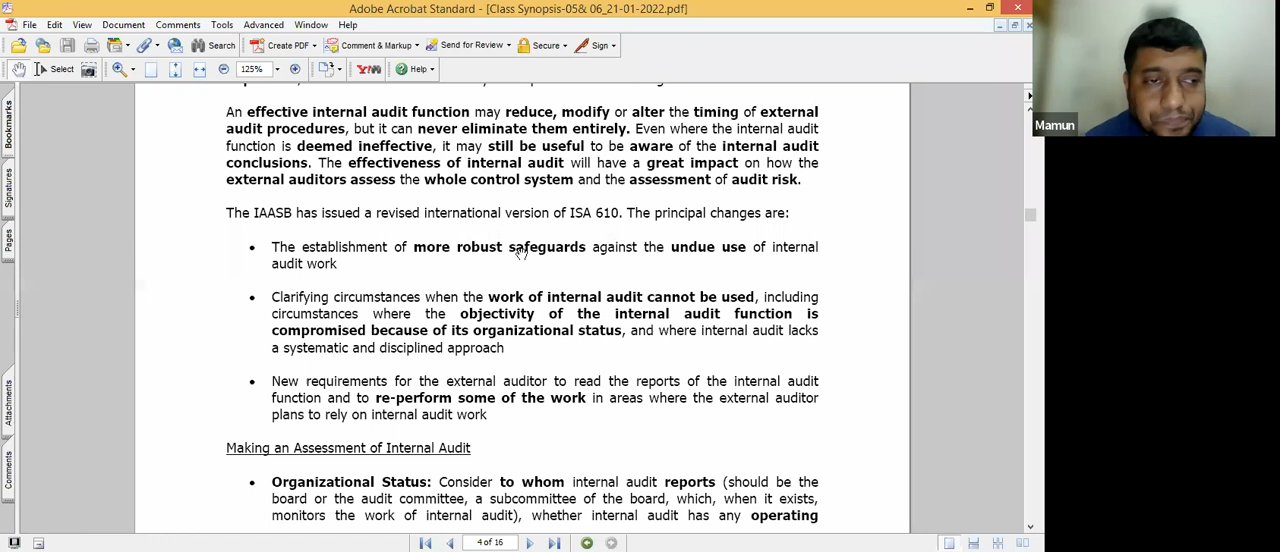 Adobe Acrobat Standard - [Class Synopsis-05& 06_21-01-2022.pdf]
File Edit View Document Comments Tools Advanced Window Help
Search Create PDF Comment & Markup Send for Review Secure Sign
Select 125% Y! Help
Bookmarks
Signatures
Pages
Attachments
Comments
An effective internal audit function may reduce, modify or alter the timing of external
audit procedures, but it can never eliminate them entirely. Even where the internal audit
function is deemed ineffective, it may still be useful to be aware of the internal audit
conclusions. The effectiveness of internal audit will have a great impact on how the
external auditors assess the whole control system and the assessment of audit risk.
The IAASB has issued a revised international version of ISA 610. The principal changes are:
• The establishment of more robust safeguards against the undue use of internal
audit work
• Clarifying circumstances when the work of internal audit cannot be used, including
circumstances where the objectivity of the internal audit function is
compromised because of its organizational status, and where internal audit lacks
a systematic and disciplined approach
• New requirements for the external auditor to read the reports of the internal audit
function and to re-perform some of the work in areas where the external auditor
plans to rely on internal audit work
Making an Assessment of Internal Audit
• Organizational Status: Consider to whom internal audit reports (should be the
board or the audit committee, a subcommittee of the board, which, when it exists,
monitors the work of internal audit), whether internal audit has any operating
4 of 16
Mamun